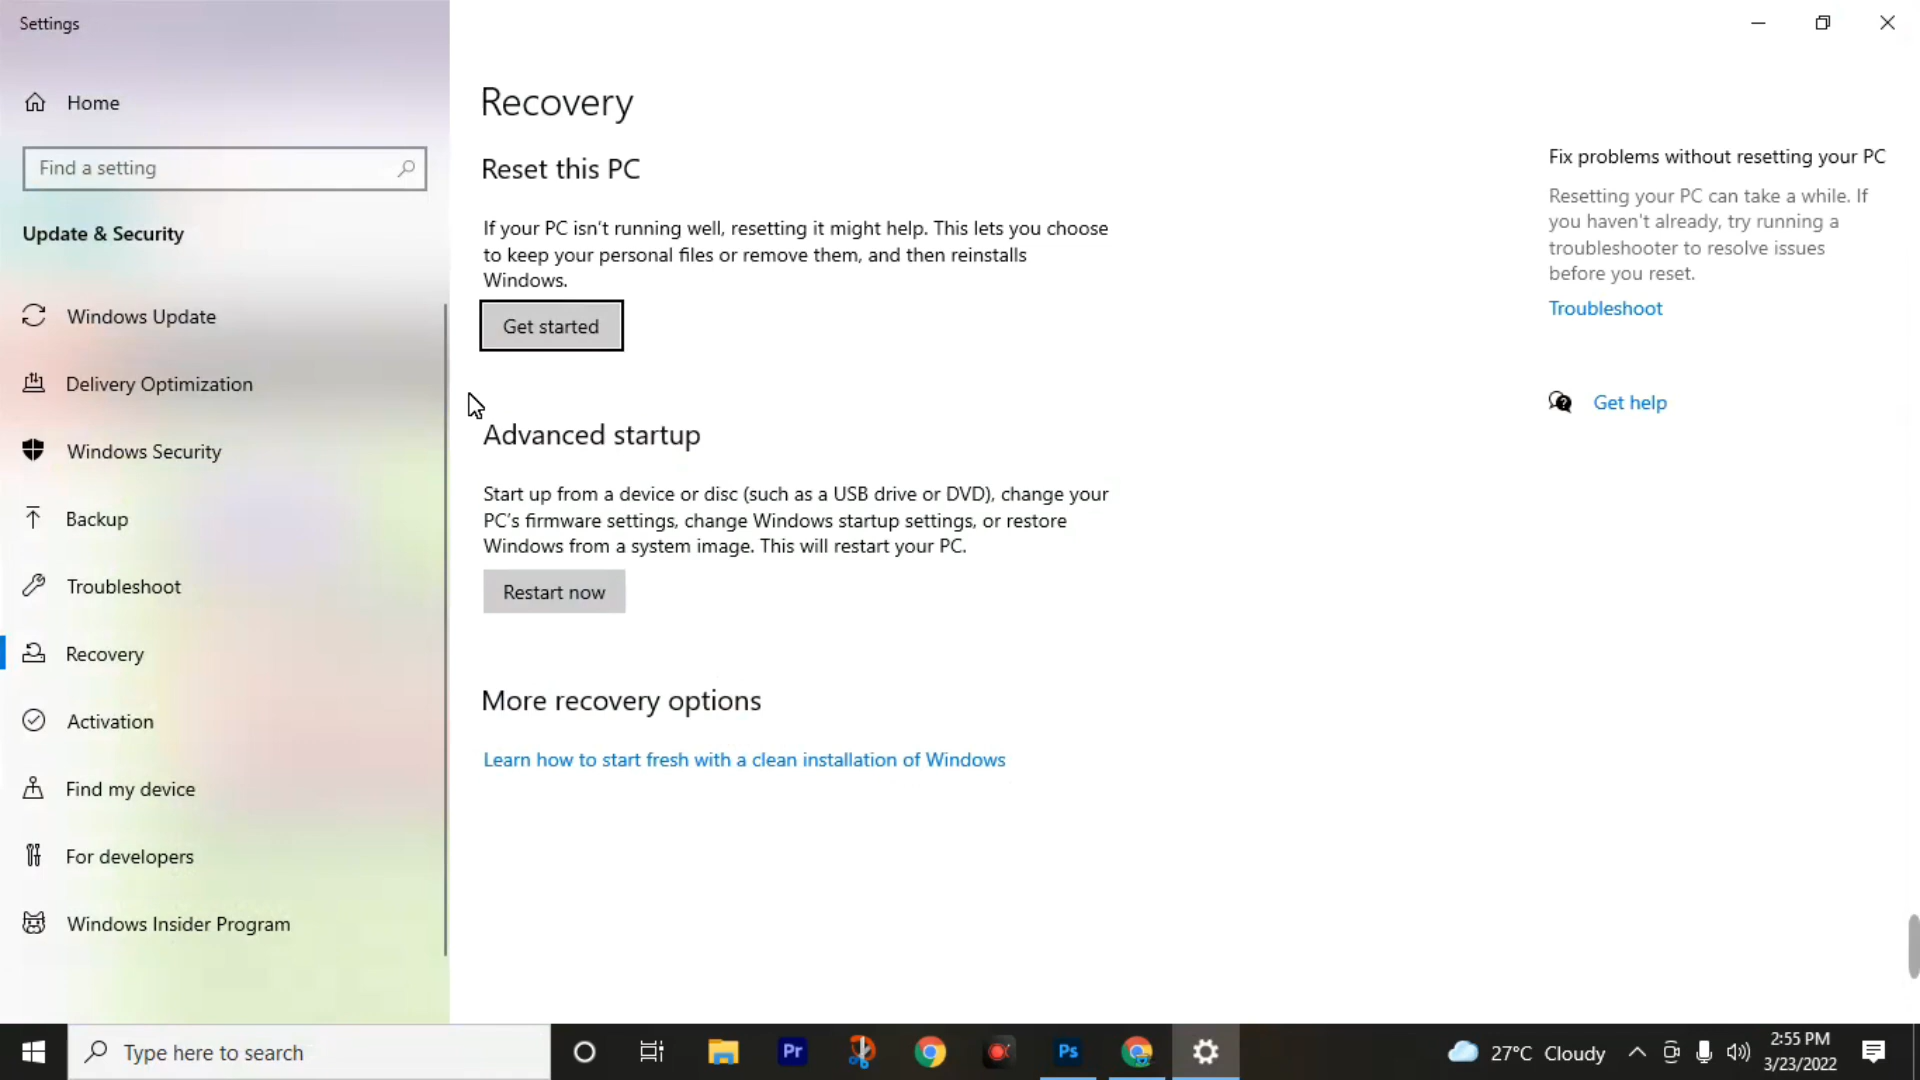 Settings
Home
Find a setting
Update & Security
Windows Update
Delivery Optimization
Windows Security
Backup
Troubleshoot
Recovery
Activation
Find my device
For developers
Windows Insider Program
Recovery
Reset this PC
If your PC isn't running well, resetting it might help. This lets you choose
to keep your personal files or remove them, and then reinstalls
Windows.
Get started
Advanced startup
Start up from a device or disc (such as a USB drive or DVD), change your
PC's firmware settings, change Windows startup settings, or restore
Windows from a system image. This will restart your PC.
Restart now
More recovery options
Learn how to start fresh with a clean installation of Windows
Fix problems without resetting your PC
Resetting your PC can take a while. If
you haven't already, try running a
troubleshooter to resolve issues
before you reset.
Troubleshoot
Get help
Type here to search
Pr
Ps
27°C Cloudy
2:55 PM
3/23/2022